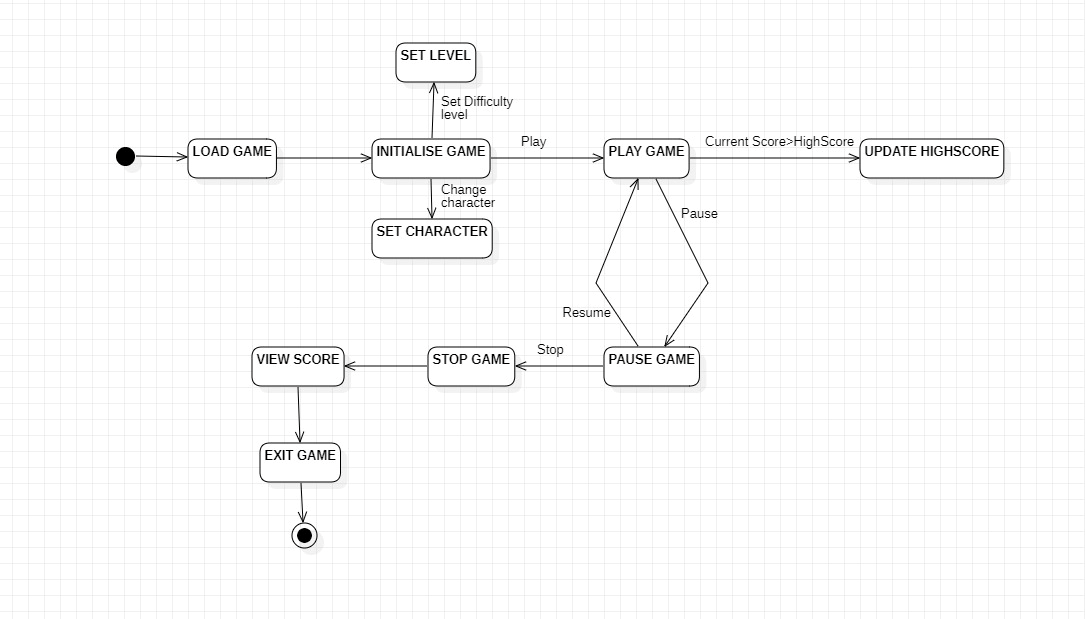 SET LEVEL
Set Difficulty
level
LOAD GAME
INITIALISE GAME
Play
PLAY GAME
Current Score>HighScore
UPDATE HIGHSCORE
Change
character
SET CHARACTER
Pause
Resume
VIEW SCORE
STOP GAME
Stop
PAUSE GAME
EXIT GAME